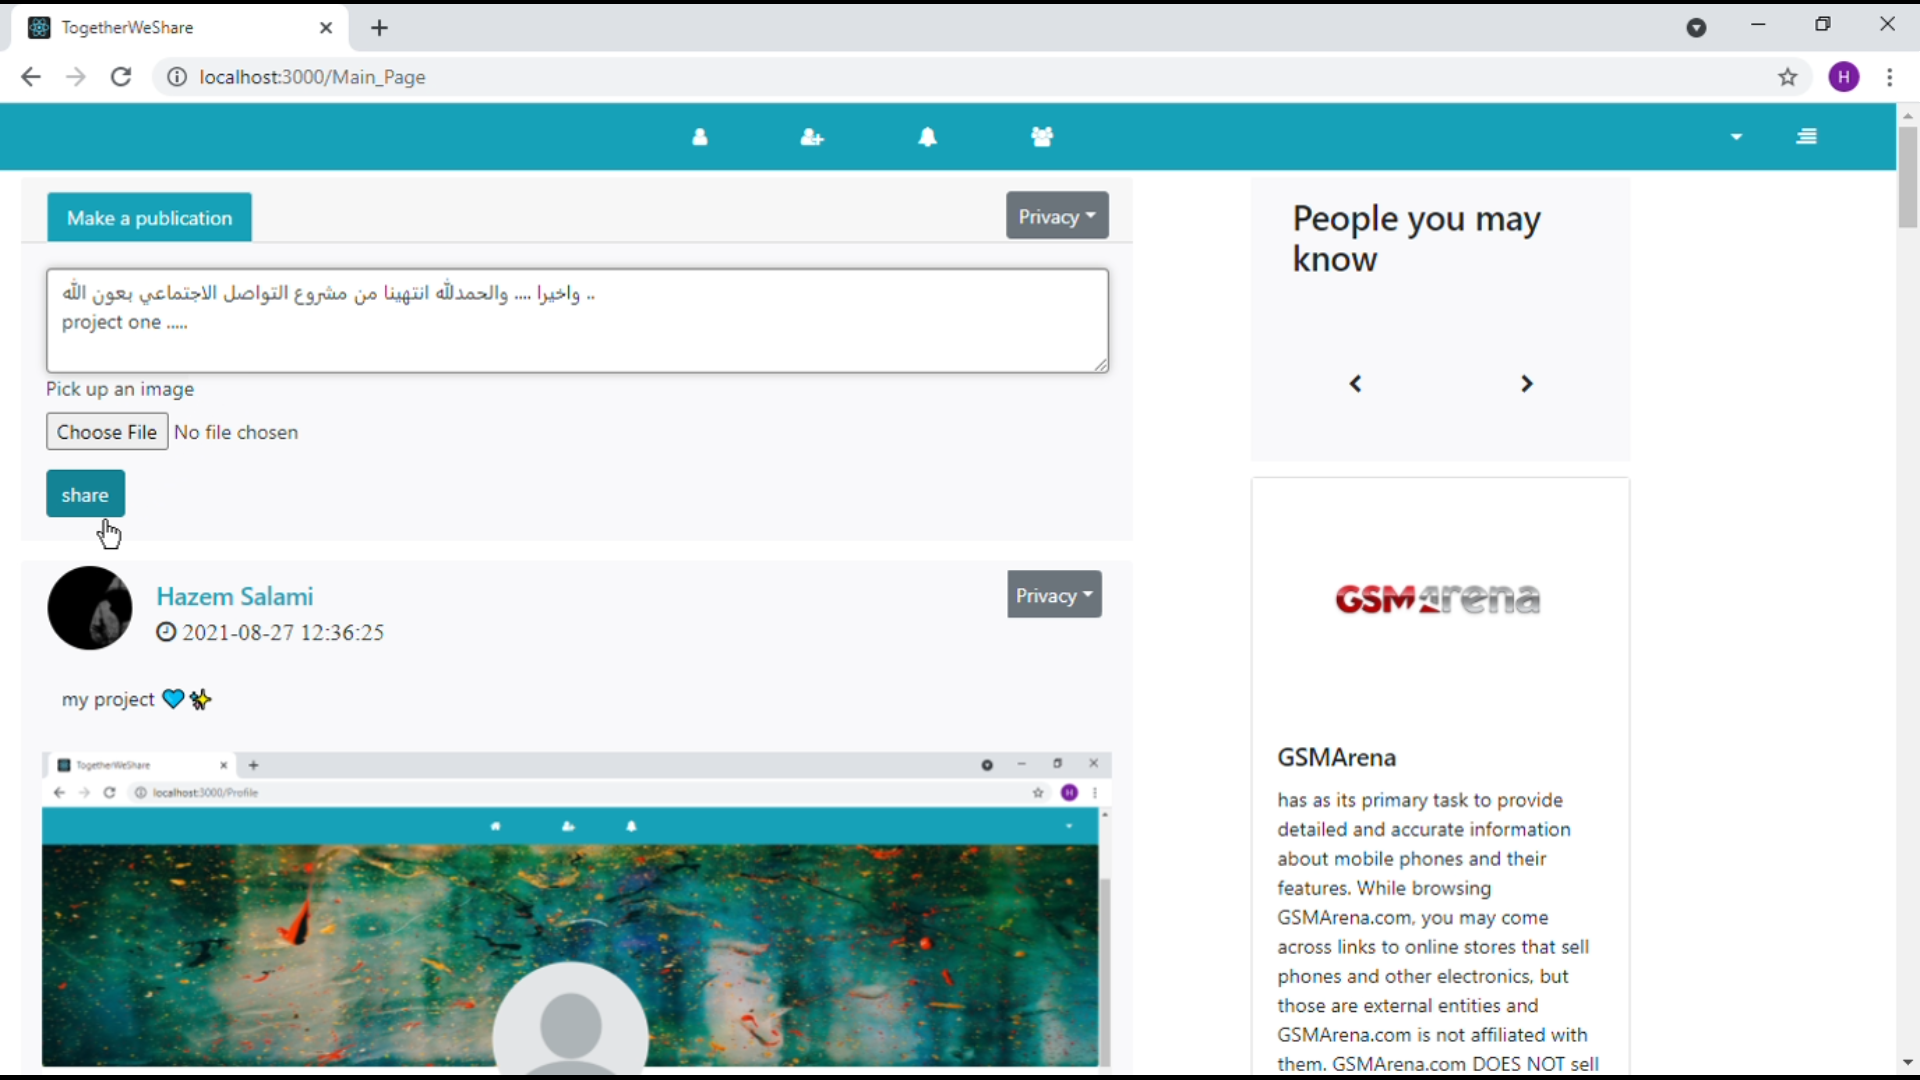 TogetherWeShare
localhost:3000/Main_Page
H
Make a publication
Privacy
.. واخيرا .... والحمدلله انتهينا من مشروع التواصل الاجتماعي بعون الله
project one .....
Pick up an image
Choose File No file chosen
share
Hazem Salami
2021-08-27 12:36:25
Privacy
my project 💙✨
TogetherWeShare
localhost:3000/Profile
H
People you may
know
GSMArena
GSMArena
has as its primary task to provide
detailed and accurate information
about mobile phones and their
features. While browsing
GSMArena.com, you may come
across links to online stores that sell
phones and other electronics, but
those are external entities and
GSMArena.com is not affiliated with
them. GSMArena.com DOES NOT sell